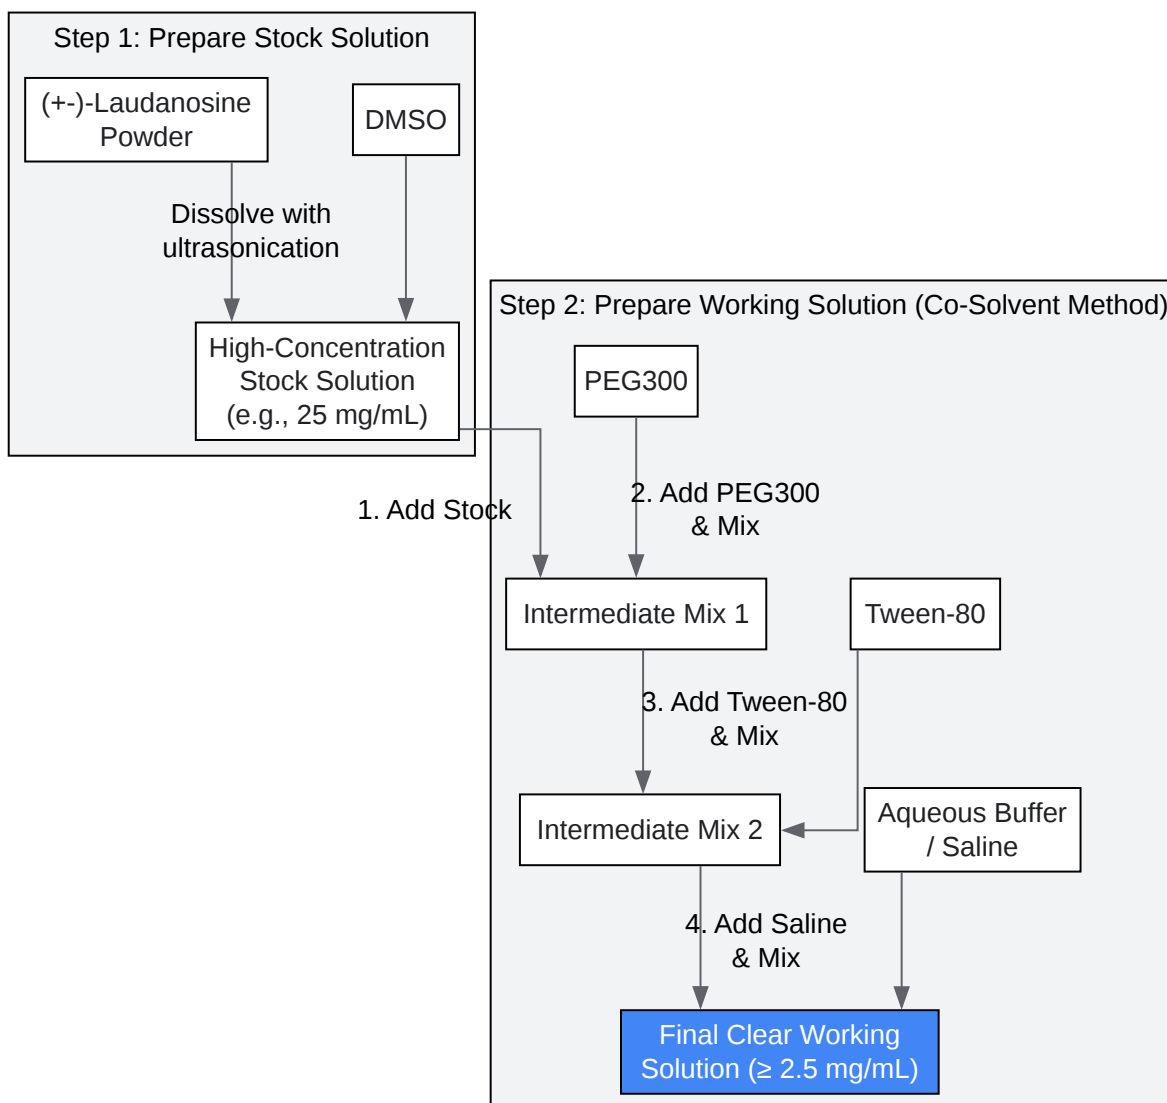 Step 1: Prepare Stock Solution
(+-)-Laudanosine
Powder
DMSO
Dissolve with
ultrasonication
High-Concentration
Stock Solution
(e.g., 25 mg/mL)
Step 2: Prepare Working Solution (Co-Solvent Method)
PEG300
1. Add Stock
2. Add PEG300
& Mix
Intermediate Mix 1
Tween-80
3. Add Tween-80
& Mix
Intermediate Mix 2
Aqueous Buffer
/ Saline
4. Add Saline
& Mix
Final Clear Working
Solution (≥ 2.5 mg/mL)